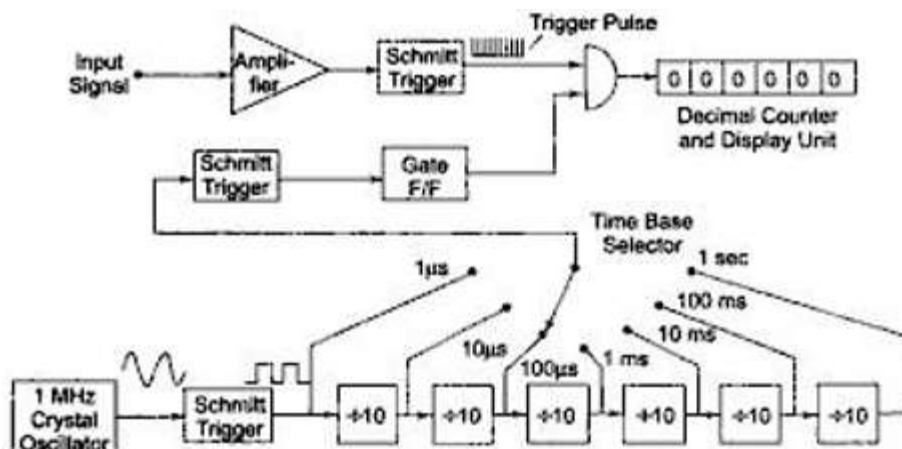 Input
Signal
Ampli-
fier
Schmitt
Trigger
Trigger Pulse
0 0 0 0 0 0
Decimal Counter
and Display Unit
Schmitt
Trigger
Gate
F/F
Time Base
Selector
1µs
1 sec
10µs
100µs
1 ms
10 ms
100 ms
1 MHz
Crystal
Oscillator
Schmitt
Trigger
÷10
÷10
÷10
÷10
÷10
÷10